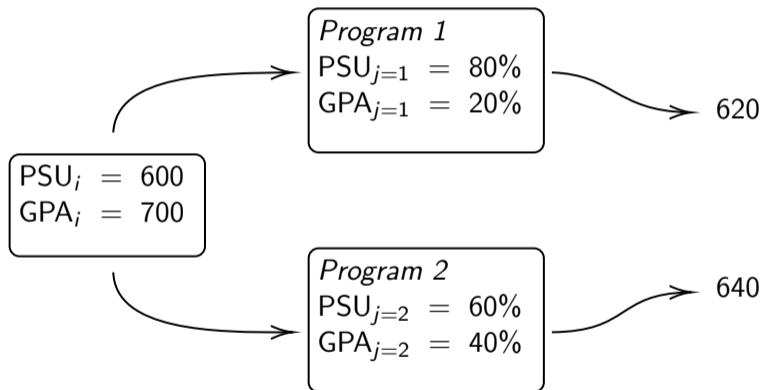 Program 1
PSU_{j=1} = 80%
GPA_{j=1} = 20%
620
PSU_i = 600
GPA_i = 700
Program 2
PSU_{j=2} = 60%
GPA_{j=2} = 40%
640